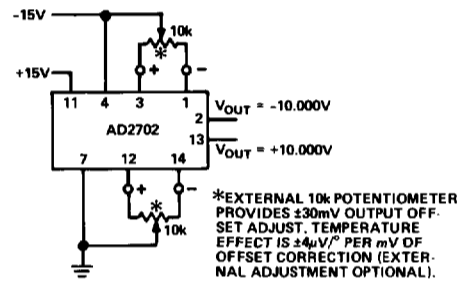 -15V
10k
*
+15V
+ -
11 4 3 1
VOUT = -10.000V
2
AD2702
13
VOUT = +10.000V
7 12 14
+ -
*
10k
*EXTERNAL 10k POTENTIOMETER
PROVIDES ±30mV OUTPUT OFF-
SET ADJUST. TEMPERATURE
EFFECT IS ±4µV/° PER mV OF
OFFSET CORRECTION (EXTER-
NAL ADJUSTMENT OPTIONAL).